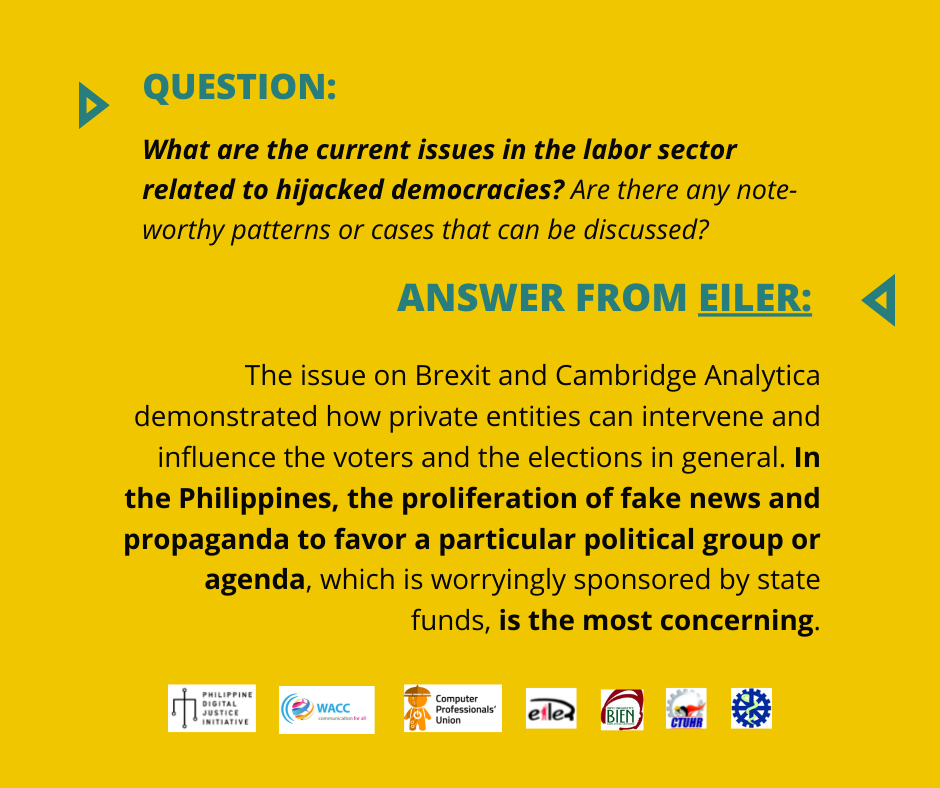 QUESTION:
What are the current issues in the labor sector
related to hijacked democracies? Are there any note-
worthy patterns or cases that can be discussed?
ANSWER FROM EILER:
The issue on Brexit and Cambridge Analytica
demonstrated how private entities can intervene and
influence the voters and the elections in general. In
the Philippines, the proliferation of fake news and
propaganda to favor a particular political group or
agenda, which is worryingly sponsored by state
funds, is the most concerning.
PHILIPPINE
DIGITAL
JUSTICE
INITIATIVE
WACC
communication for all
Computer
Professionals'
Union
eiler
BIEN
CTUHR